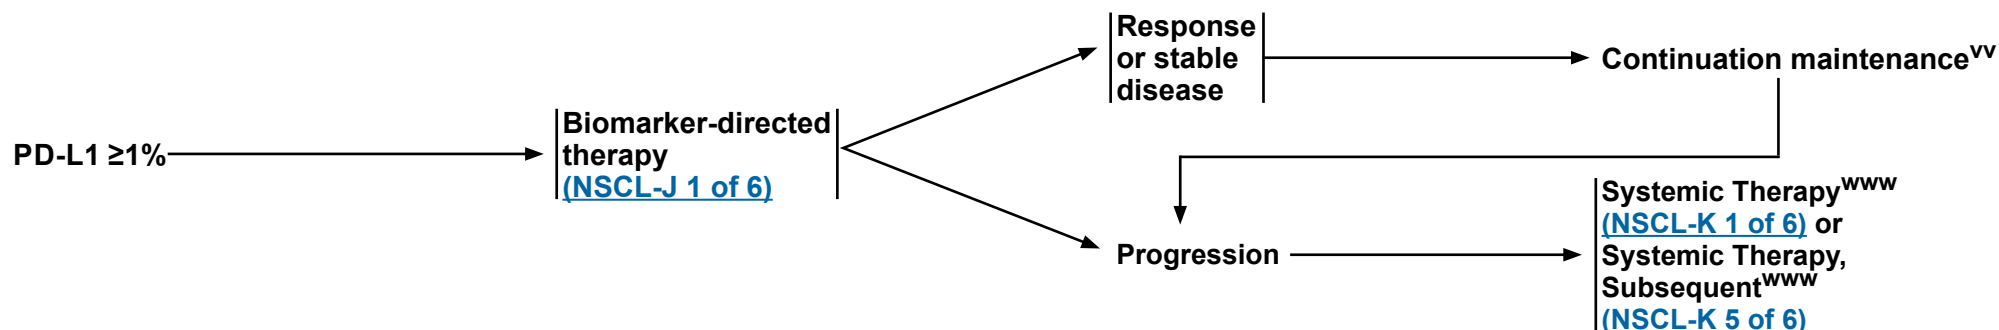 PD-L1 ≥1%
Biomarker-directed
therapy
(NSCL-J 1 of 6)
Response
or stable
disease
Continuation maintenancevv
Progression
Systemic Therapywww
(NSCL-K 1 of 6) or
Systemic Therapy,
Subsequentwww
(NSCL-K 5 of 6)